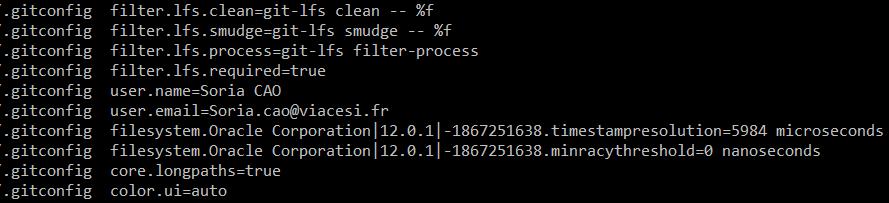 /.gitconfig  filter.lfs.clean=git-lfs clean -- %f
/.gitconfig  filter.lfs.smudge=git-lfs smudge -- %f
/.gitconfig  filter.lfs.process=git-lfs filter-process
/.gitconfig  filter.lfs.required=true
/.gitconfig  user.name=Soria CAO
/.gitconfig  user.email=Soria.cao@viacesi.fr
/.gitconfig  filesystem.Oracle Corporation|12.0.1|-1867251638.timestampresolution=5984 microseconds
/.gitconfig  filesystem.Oracle Corporation|12.0.1|-1867251638.minracythreshold=0 nanoseconds
/.gitconfig  core.longpaths=true
/.gitconfig  color.ui=auto